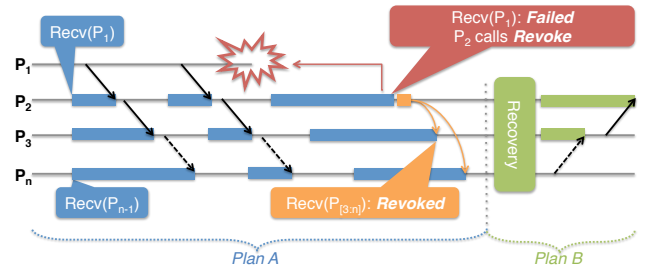 Recv(P1)
Recv(P1): Failed
P2 calls Revoke
P1
P2
P3
Pn
Recovery
Recv(Pn-1)
Recv(P[3:n]): Revoked
Plan A
Plan B